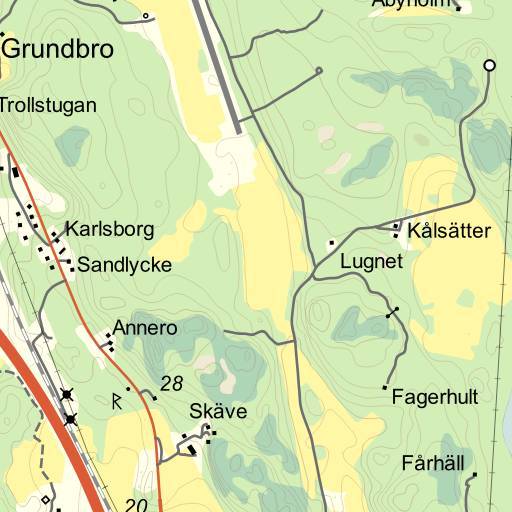 Åbyholm
Grundbro
Trollstugan
Karlsborg
Kålsätter
Sandlycke
Lugnet
Annero
28
Fagerhult
Skäve
Fårhäll
20